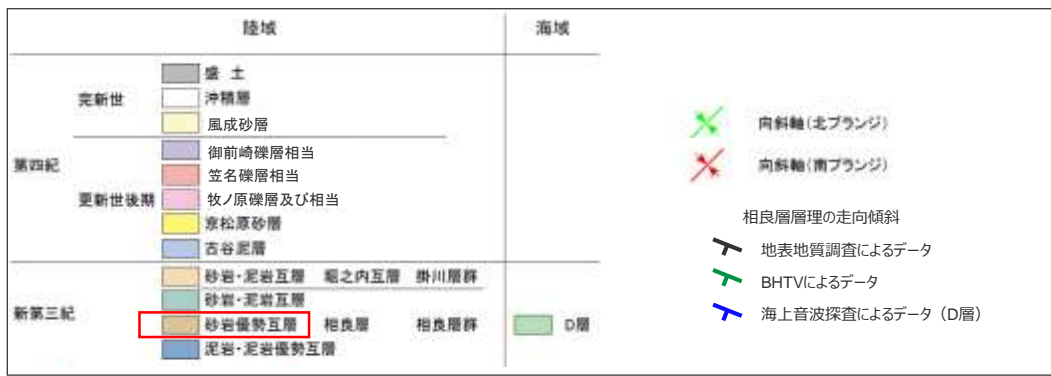 陸域 海域
盛 土
完新世 沖積層
風成砂層
第四紀 御前崎礫層相当
笠名礫層相当
更新世後期 牧ノ原礫層及び相当
京松原砂層
古谷泥層
新第三紀 砂岩・泥岩互層 堀之内互層 掛川層群
砂岩・泥岩互層
砂岩優勢互層 相良層 相良層群 D層
泥岩・泥岩優勢互層
向斜軸(北プランジ)
向斜軸(南プランジ)
相良層層理の走向傾斜
地表地質調査によるデータ
BHTVによるデータ
海上音波探査によるデータ（D層）